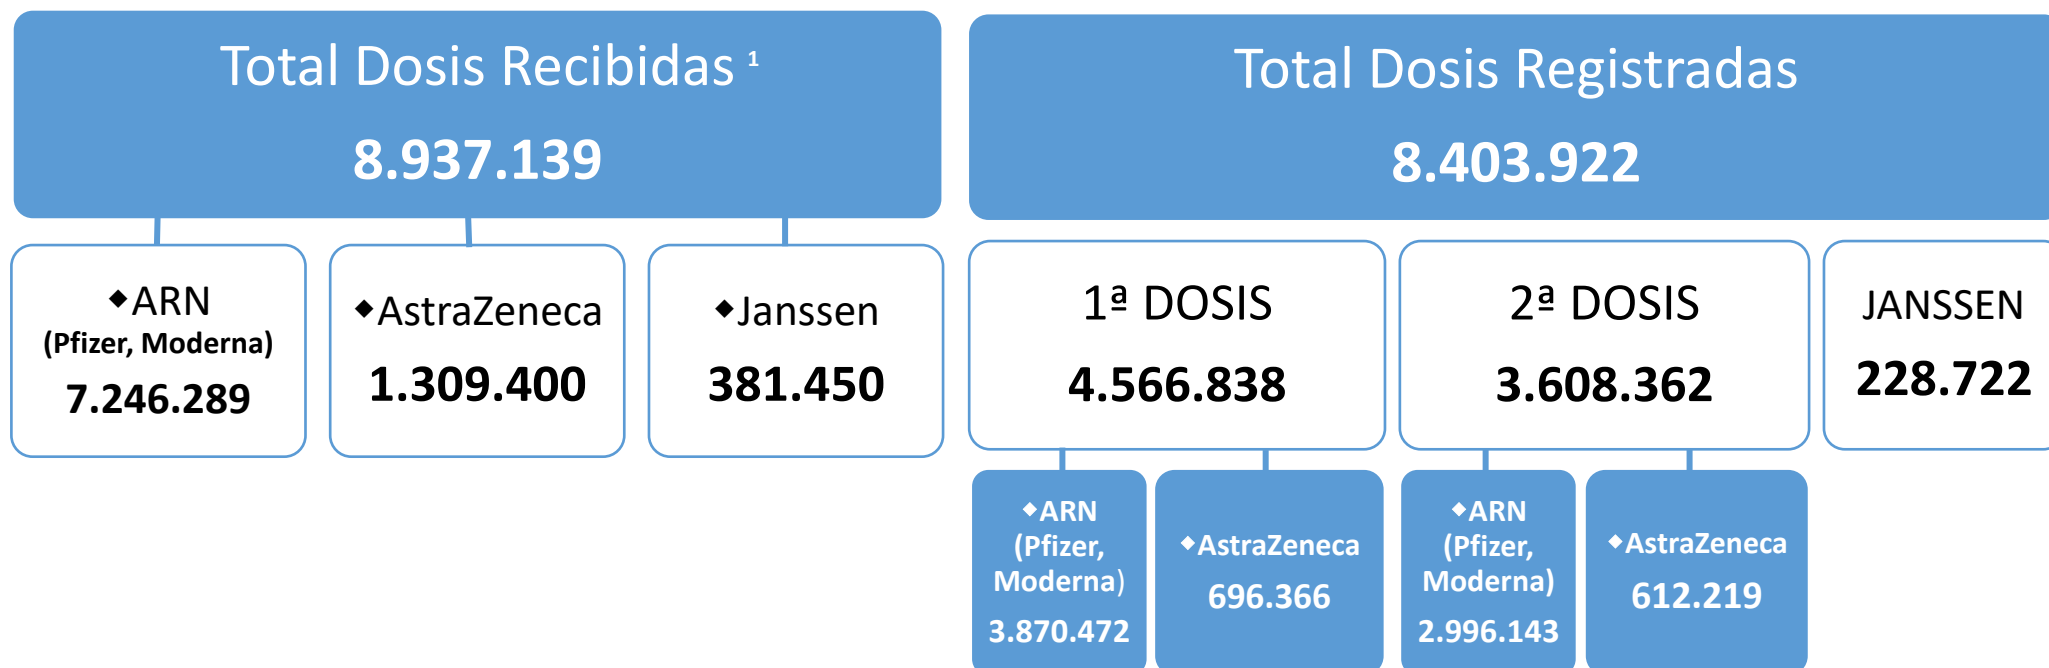 Total Dosis Recibidas 1
8.937.139
◆ARN
(Pfizer, Moderna)
7.246.289
◆AstraZeneca
1.309.400
◆Janssen
381.450
Total Dosis Registradas
8.403.922
1ª DOSIS
4.566.838
2ª DOSIS
3.608.362
JANSSEN
228.722
◆ARN
(Pfizer,
Moderna)
3.870.472
◆AstraZeneca
696.366
◆ARN
(Pfizer,
Moderna)
2.996.143
◆AstraZeneca
612.219